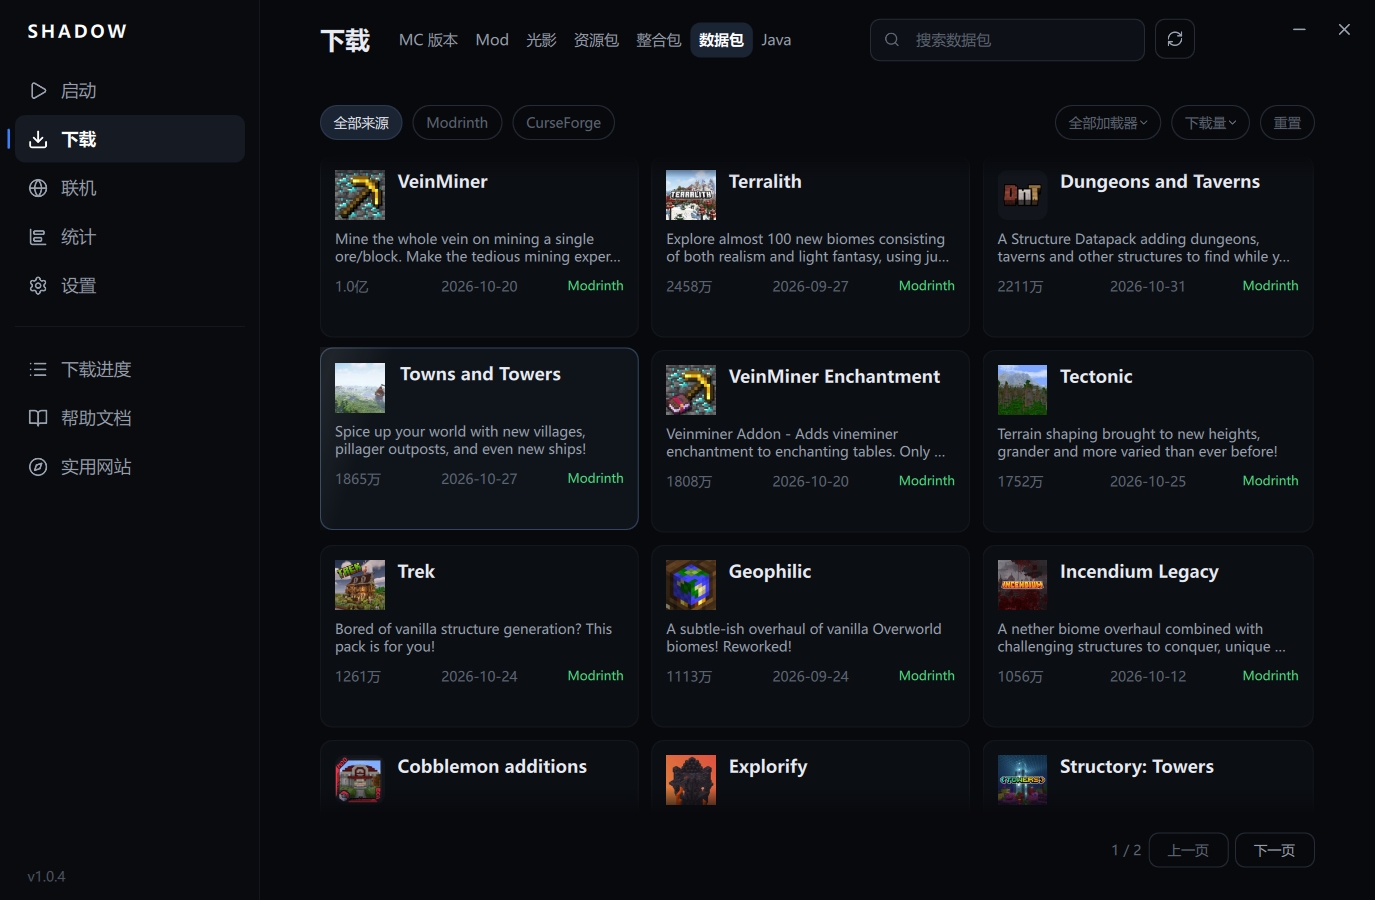 SHADOW
启动
下载
联机
统计
设置
下载进度
帮助文档
实用网站
v1.0.4
下载
MC 版本 Mod 光影 资源包 整合包 数据包 Java
搜索数据包
全部来源 Modrinth CurseForge
全部加载器 下载量 重置
VeinMiner
Mine the whole vein on mining a single
ore/block. Make the tedious mining exper...
1.0亿 2026-10-20 Modrinth
Terralith
TERRALITH
Explore almost 100 new biomes consisting
of both realism and light fantasy, using ju...
2458万 2026-09-27 Modrinth
Dungeons and Taverns
DnT
A Structure Datapack adding dungeons,
taverns and other structures to find while y...
2211万 2026-10-31 Modrinth
Towns and Towers
Spice up your world with new villages,
pillager outposts, and even new ships!
1865万 2026-10-27 Modrinth
VeinMiner Enchantment
Veinminer Addon - Adds vineminer
enchantment to enchanting tables. Only ...
1808万 2026-10-20 Modrinth
Tectonic
Terrain shaping brought to new heights,
grander and more varied than ever before!
1752万 2026-10-25 Modrinth
Trek
TREK
Bored of vanilla structure generation? This
pack is for you!
1261万 2026-10-24 Modrinth
Geophilic
A subtle-ish overhaul of vanilla Overworld
biomes! Reworked!
1113万 2026-09-24 Modrinth
Incendium Legacy
INCENDIUM
A nether biome overhaul combined with
challenging structures to conquer, unique ...
1056万 2026-10-12 Modrinth
Cobblemon additions
Explorify
Structory: Towers
TOWERS
1 / 2 上一页 下一页